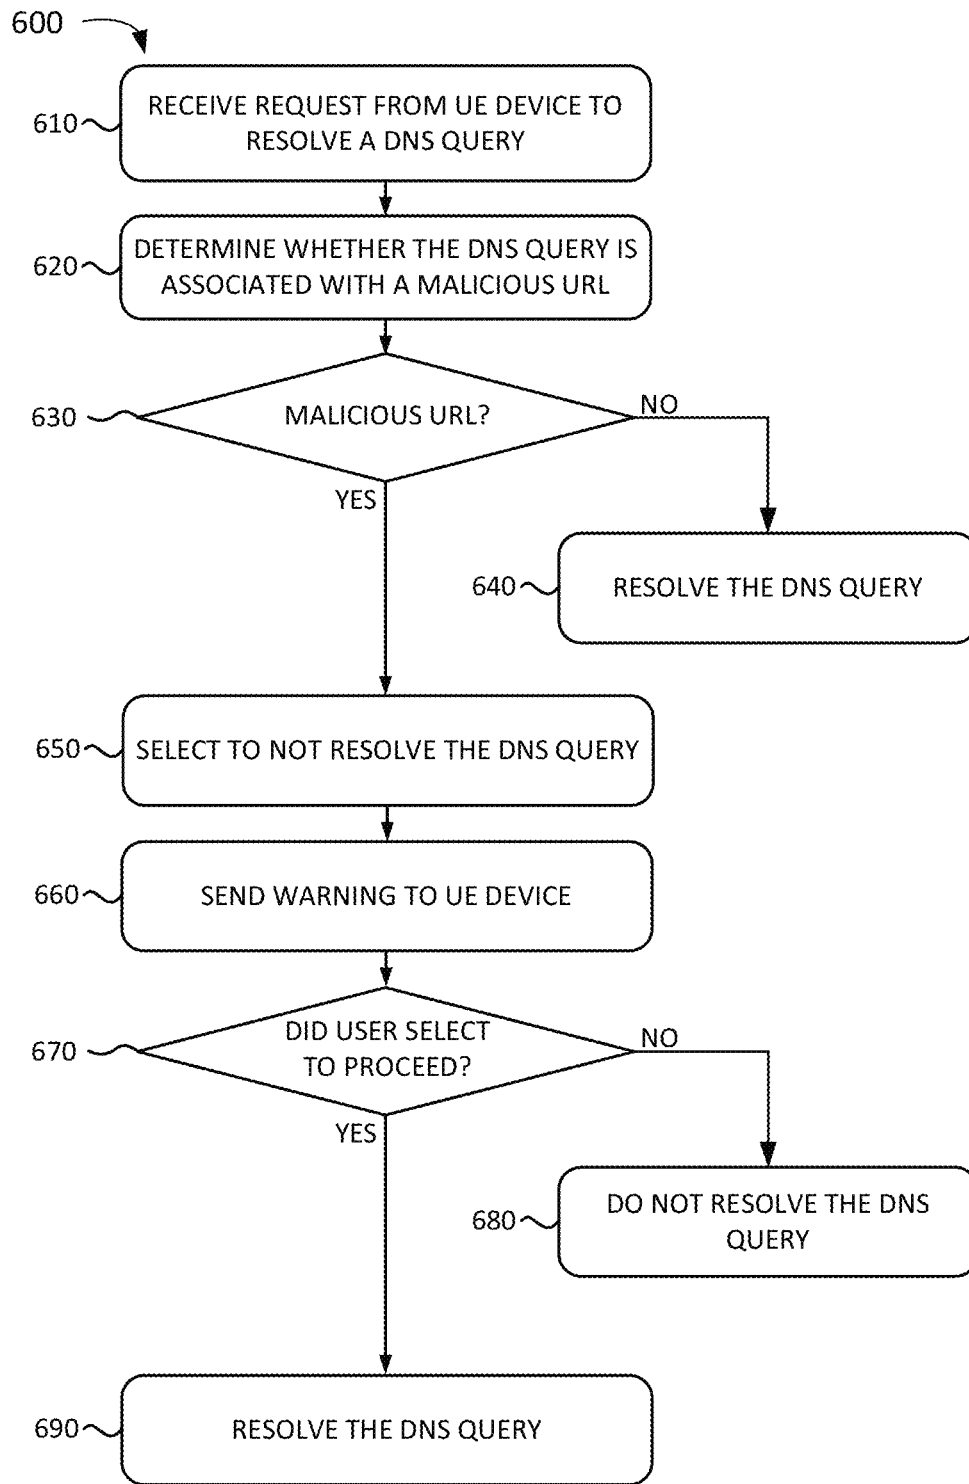 600
610
RECEIVE REQUEST FROM UE DEVICE TO
RESOLVE A DNS QUERY
620
DETERMINE WHETHER THE DNS QUERY IS
ASSOCIATED WITH A MALICIOUS URL
630
MALICIOUS URL?
NO
YES
640
RESOLVE THE DNS QUERY
650
SELECT TO NOT RESOLVE THE DNS QUERY
660
SEND WARNING TO UE DEVICE
670
DID USER SELECT
TO PROCEED?
NO
YES
680
DO NOT RESOLVE THE DNS
QUERY
690
RESOLVE THE DNS QUERY